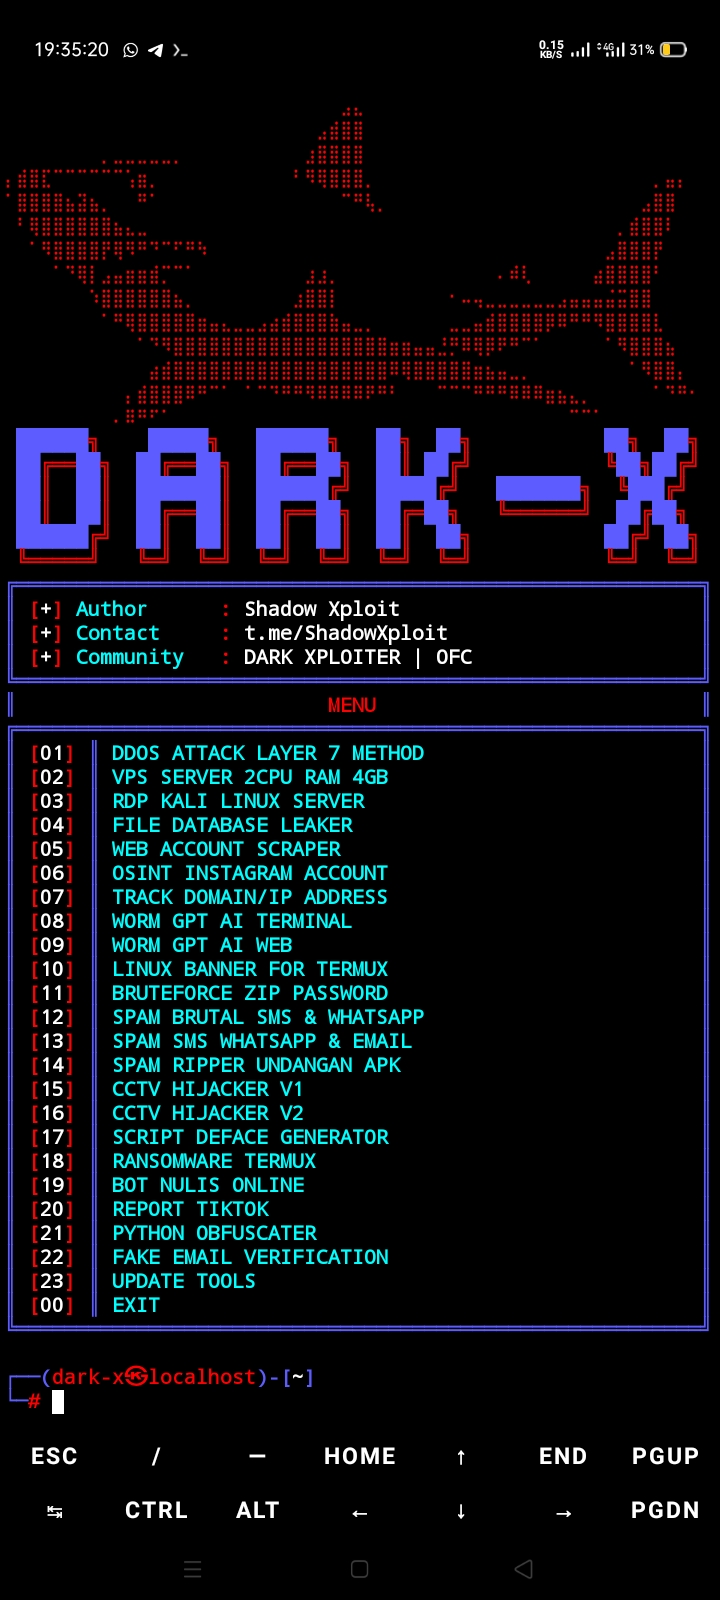 19:35:20 0.15 KB/S 4G 31%
DARK-X
[+] Author : Shadow Xploit
[+] Contact : t.me/ShadowXploit
[+] Community : DARK XPLOITER | OFC
MENU
[01] DDOS ATTACK LAYER 7 METHOD
[02] VPS SERVER 2CPU RAM 4GB
[03] RDP KALI LINUX SERVER
[04] FILE DATABASE LEAKER
[05] WEB ACCOUNT SCRAPER
[06] OSINT INSTAGRAM ACCOUNT
[07] TRACK DOMAIN/IP ADDRESS
[08] WORM GPT AI TERMINAL
[09] WORM GPT AI WEB
[10] LINUX BANNER FOR TERMUX
[11] BRUTEFORCE ZIP PASSWORD
[12] SPAM BRUTAL SMS & WHATSAPP
[13] SPAM SMS WHATSAPP & EMAIL
[14] SPAM RIPPER UNDANGAN APK
[15] CCTV HIJACKER V1
[16] CCTV HIJACKER V2
[17] SCRIPT DEFACE GENERATOR
[18] RANSOMWARE TERMUX
[19] BOT NULIS ONLINE
[20] REPORT TIKTOK
[21] PYTHON OBFUSCATER
[22] FAKE EMAIL VERIFICATION
[23] UPDATE TOOLS
[00] EXIT
┌──(dark-x㉿localhost)-[~]
└─#
ESC / — HOME ↑ END PGUP
↹ CTRL ALT ← ↓ → PGDN